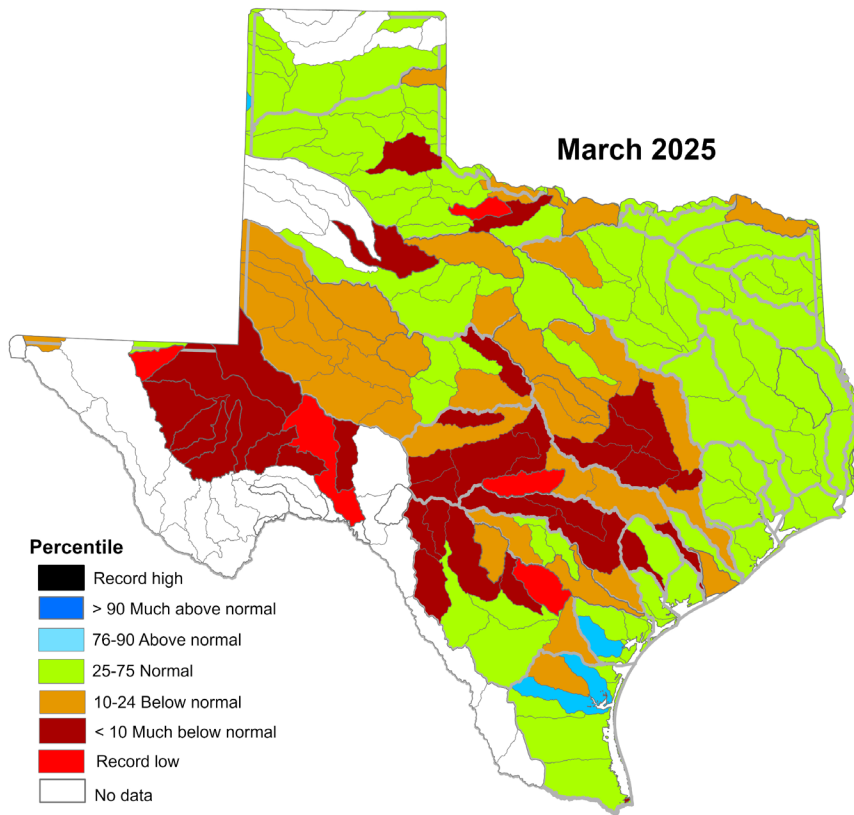 March 2025
Percentile
Record high
> 90 Much above normal
76-90 Above normal
25-75 Normal
10-24 Below normal
< 10 Much below normal
Record low
No data